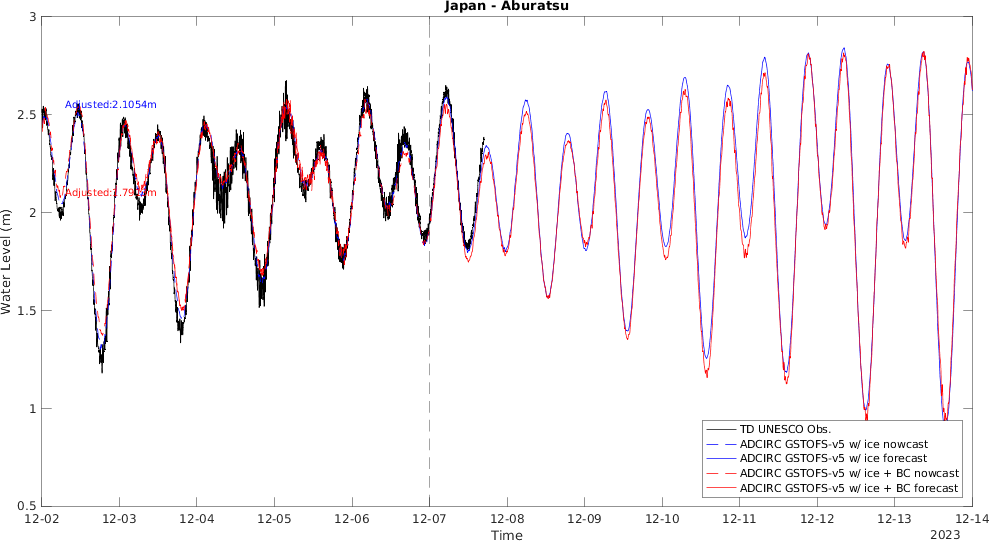 Japan - Aburatsu
3
2.5
2
1.5
1
0.5
Water Level (m)
Adjusted:2.1054m
TD UNESCO Obs.
ADCIRC GSTOFS-v5 w/ ice nowcast
ADCIRC GSTOFS-v5 w/ ice forecast
ADCIRC GSTOFS-v5 w/ ice + BC nowcast
ADCIRC GSTOFS-v5 w/ ice + BC forecast
12-02 12-03 12-04 12-05 12-06 12-07 12-08 12-09 12-10 12-11 12-12 12-13 12-14
Time
2023